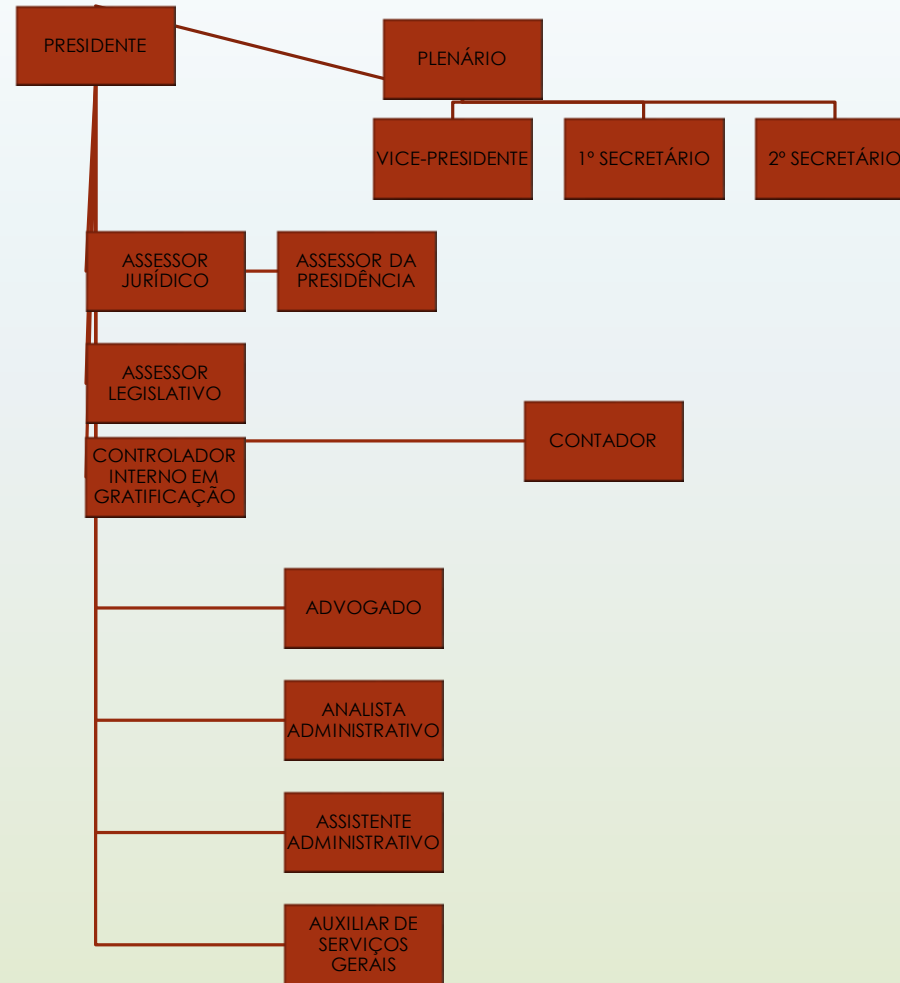 PRESIDENTE
PLENÁRIO
VICE-PRESIDENTE
1º SECRETÁRIO
2º SECRETÁRIO
ASSESSOR
JURÍDICO
ASSESSOR DA
PRESIDÊNCIA
ASSESSOR
LEGISLATIVO
CONTROLADOR
INTERNO EM
GRATIFICAÇÃO
CONTADOR
ADVOGADO
ANALISTA
ADMINISTRATIVO
ASSISTENTE
ADMINISTRATIVO
AUXILIAR DE
SERVIÇOS
GERAIS